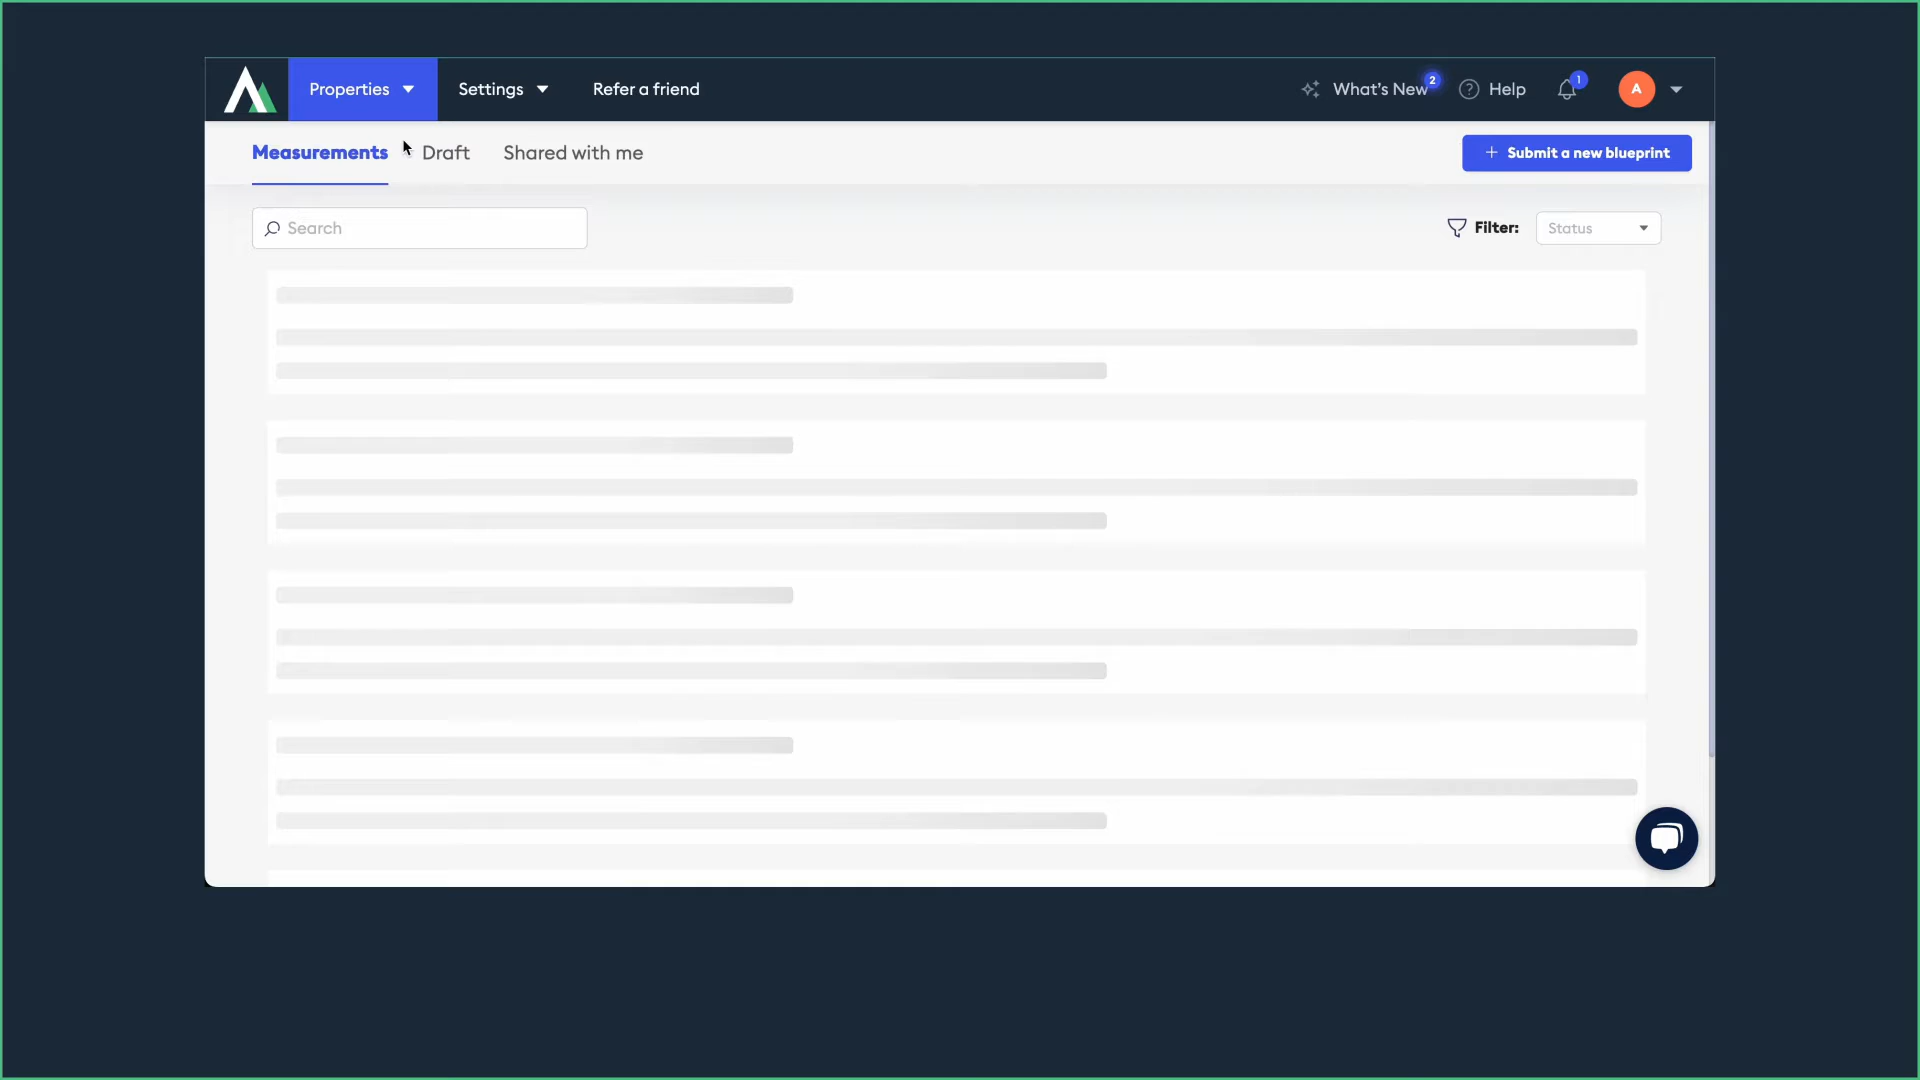 Properties Settings Refer a friend What's New 2 Help 1 A
Measurements Draft Shared with me + Submit a new blueprint
Search Filter: Status